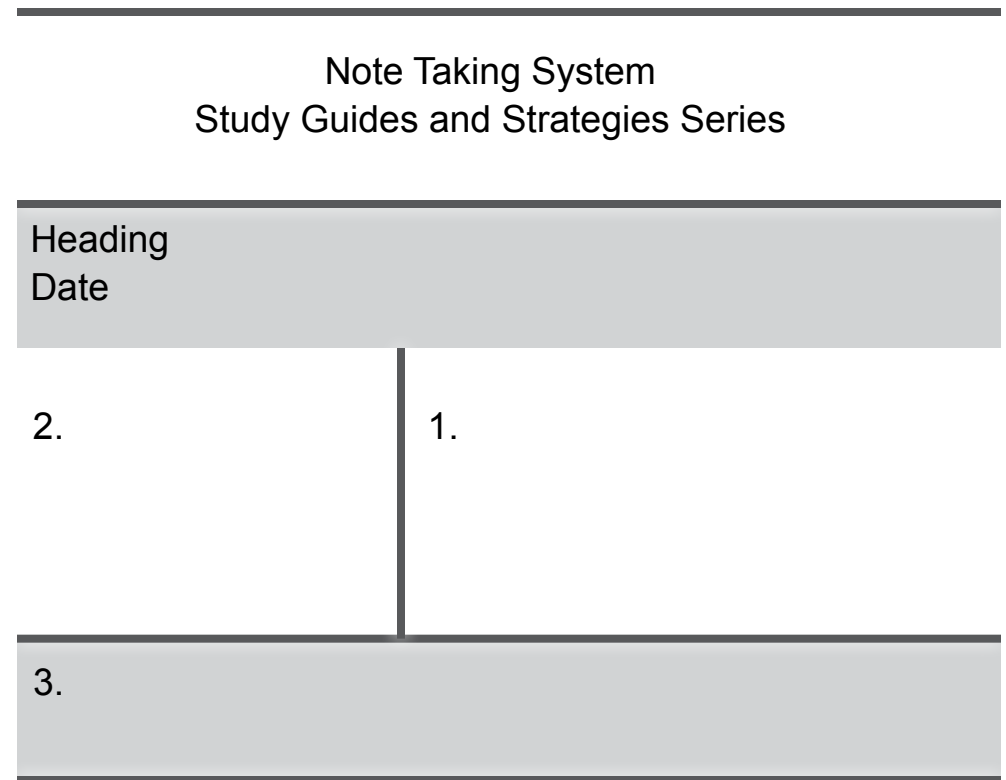 Note Taking System
Study Guides and Strategies Series
Heading
Date
2.
1.
3.